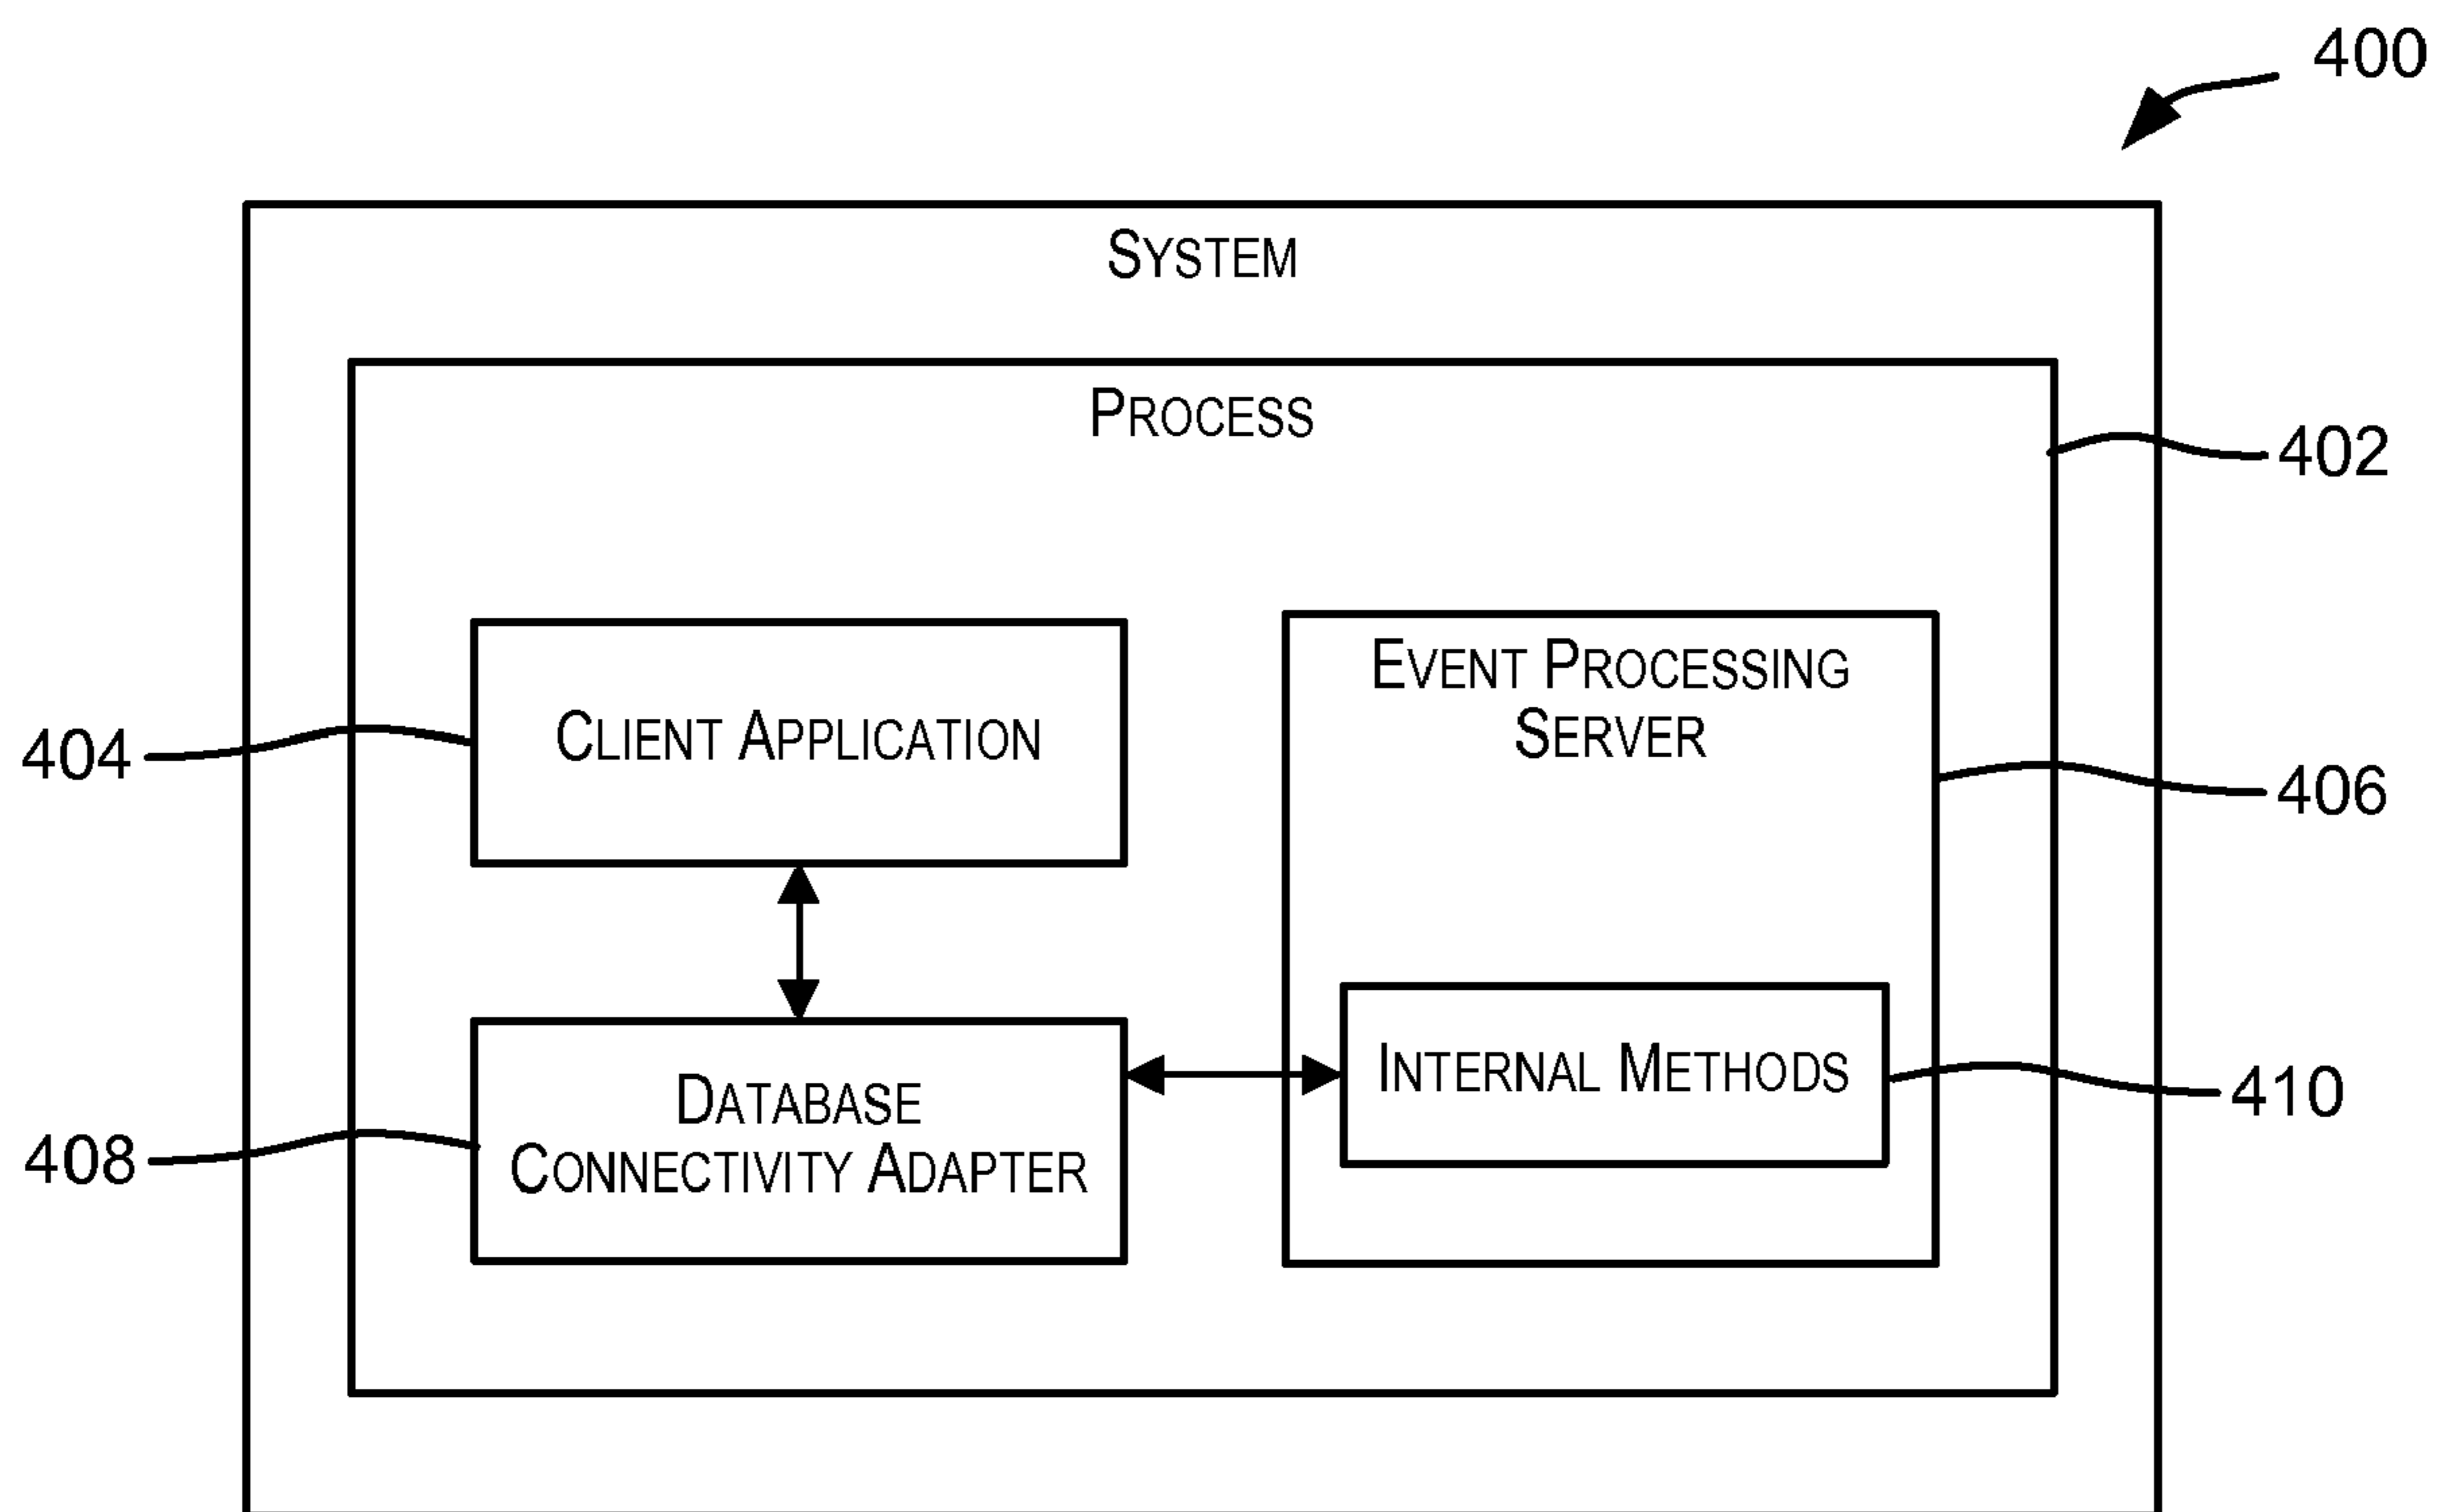 400
SYSTEM
PROCESS
402
CLIENT APPLICATION
404
EVENT PROCESSING
SERVER
406
DATABASE
CONNECTIVITY ADAPTER
408
INTERNAL METHODS
410